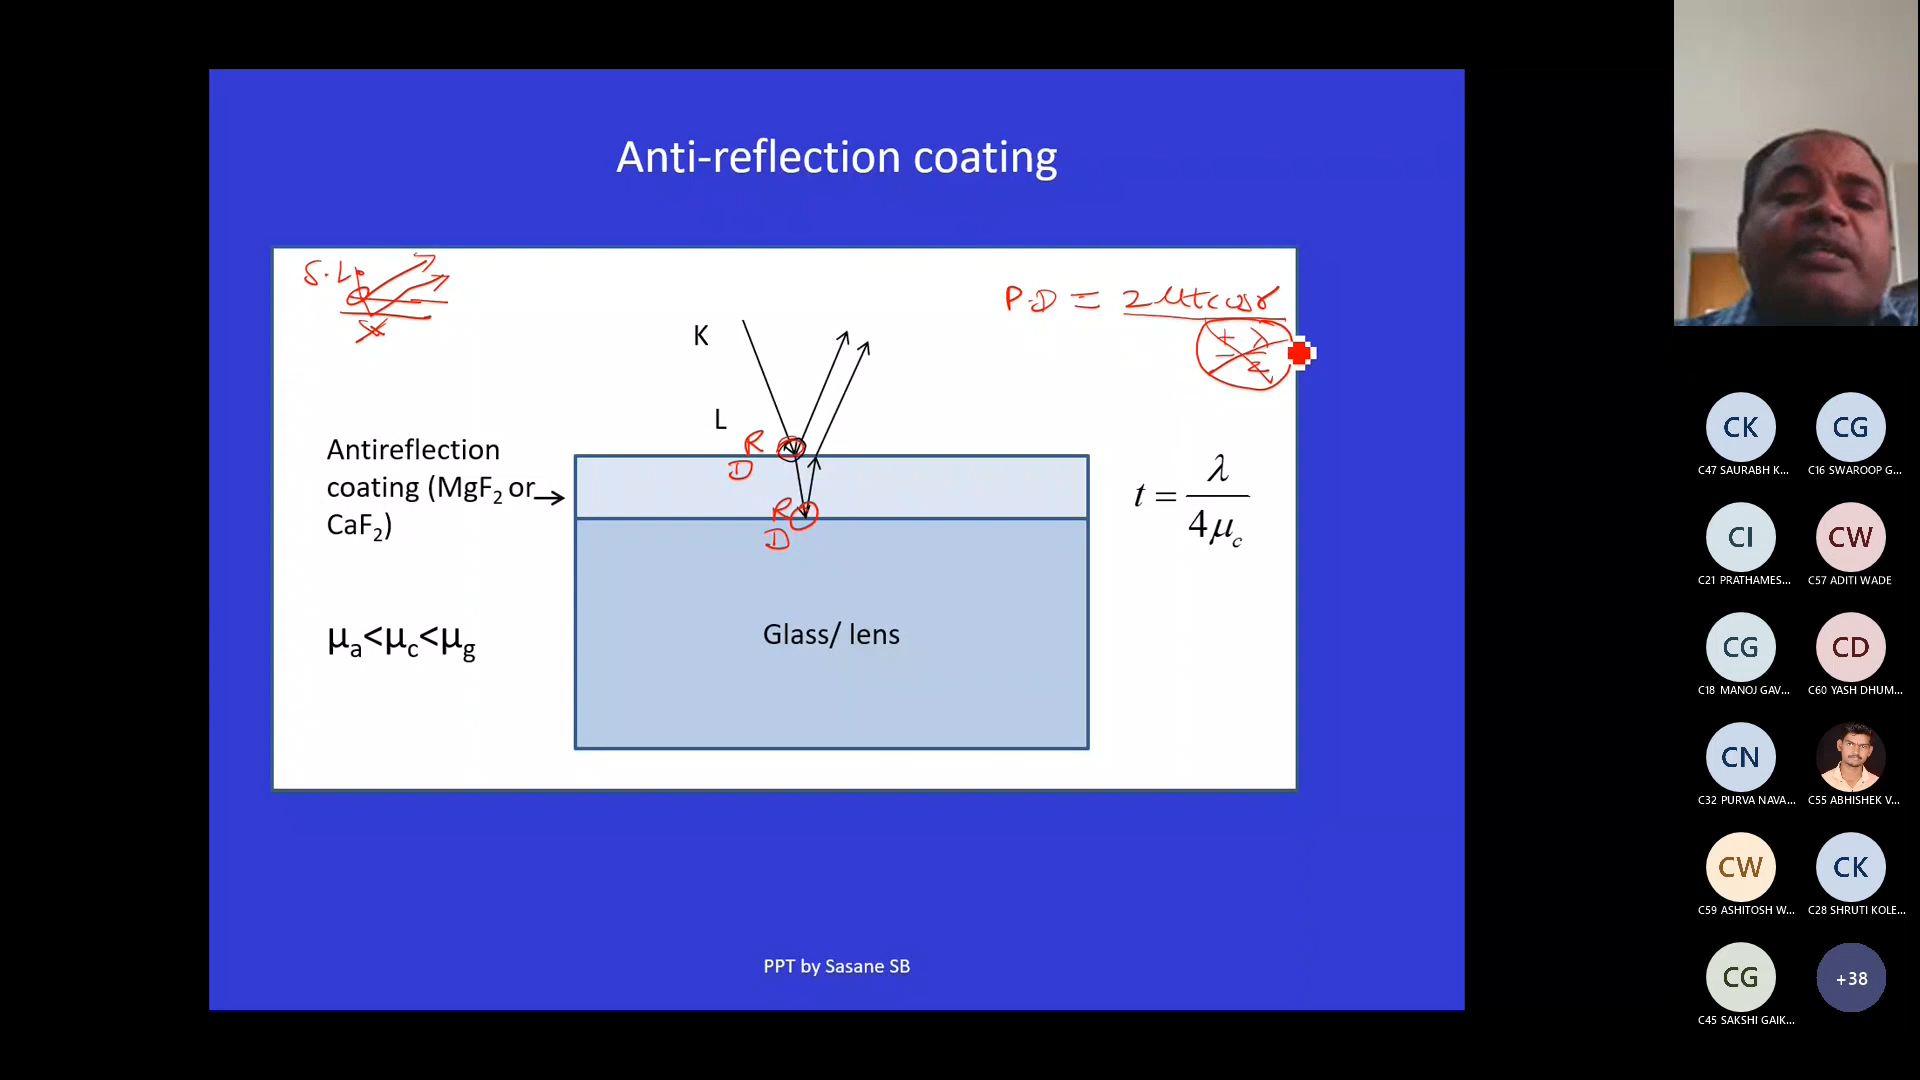 Anti-reflection coating
S.L
P.D = 2μtcosr
± λ/2
K
L
R
D
R
D
Antireflection
coating (MgF₂ or
CaF₂)
t = λ / 4μc
μa<μc<μg
Glass/ lens
PPT by Sasane SB
CK
CG
C47 SAURABH K...
C16 SWAROOP G...
CI
CW
C21 PRATHAMES...
C57 ADITI WADE
CG
CD
C18 MANOJ GAV...
C60 YASH DHUM...
CN
C32 PURVA NAVA...
C55 ABHISHEK V...
CW
CK
C59 ASHITOSH W...
C28 SHRUTI KOLE...
CG
+38
C45 SAKSHI GAIK...